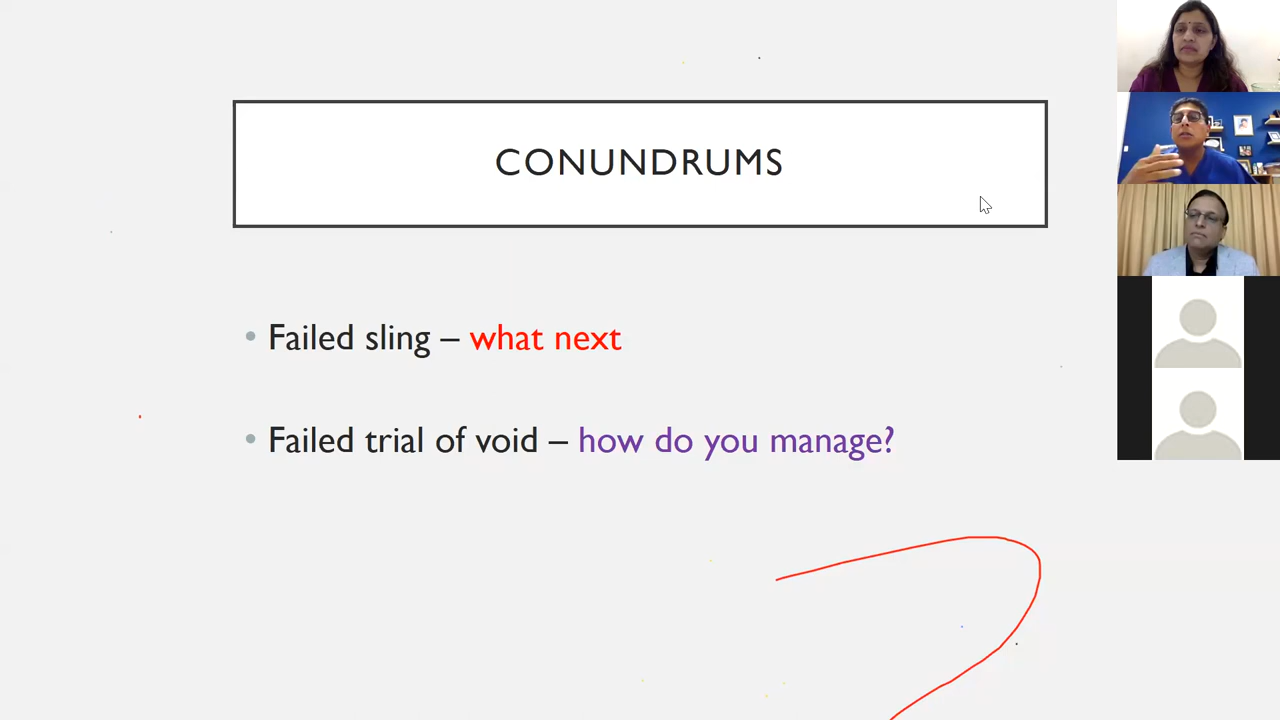 CONUNDRUMS
• Failed sling – what next
• Failed trial of void – how do you manage?